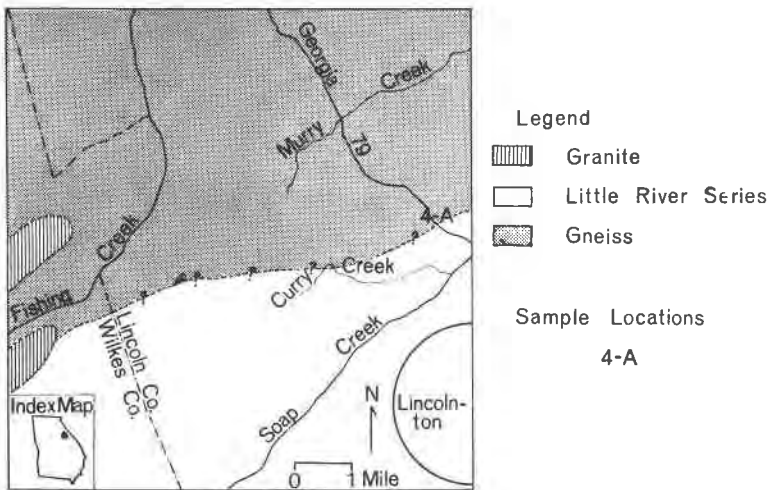 Georgia
79
Murry Creek
4-A
Fishing Creek
Curry Creek
Lincoln Co.
Wilkes Co.
Soap Creek
Lincoln-
ton
N
0 1 Mile
Index Map
Legend
Granite
Little River Series
Gneiss
Sample Locations
4-A